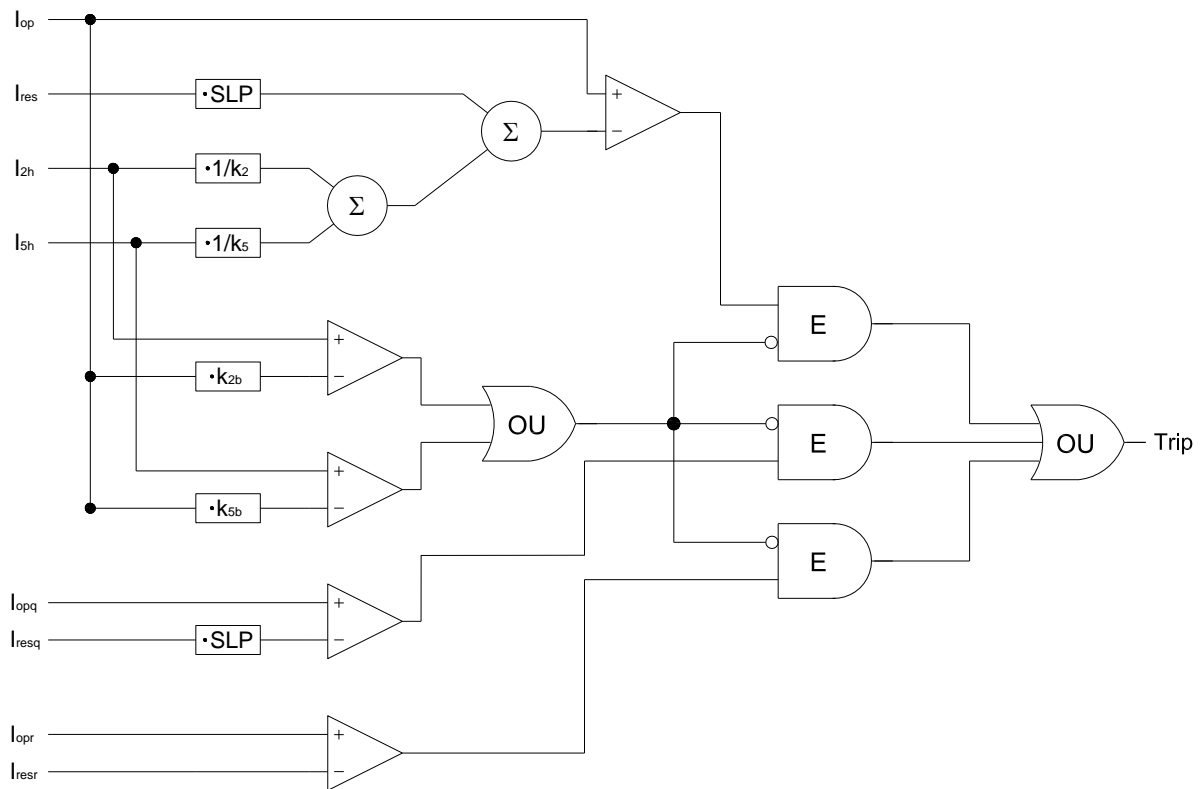 Iop
+
Ires
·SLP
−
Σ
I2h
·1/k2
Σ
I5h
·1/k5
E
+
·k2b
−
OU
E
OU
Trip
+
·k5b
−
E
Iopq
+
Iresq
·SLP
−
Iopr
+
Iresr
−